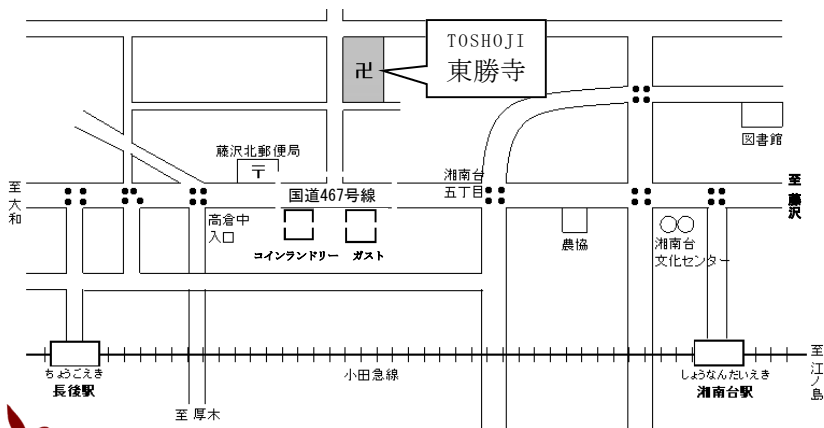 TOSHOJI
東勝寺
卍
図書館
藤沢北郵便局
〒
湘南台
五丁目
至 大和
国道467号線
至 藤沢
高倉中
入口
コインランドリー
ガスト
農協
湘南台
文化センター
ちょうごえき
長後駅
小田急線
しょうなんだいえき
湘南台駅
至 江ノ島
至 厚木